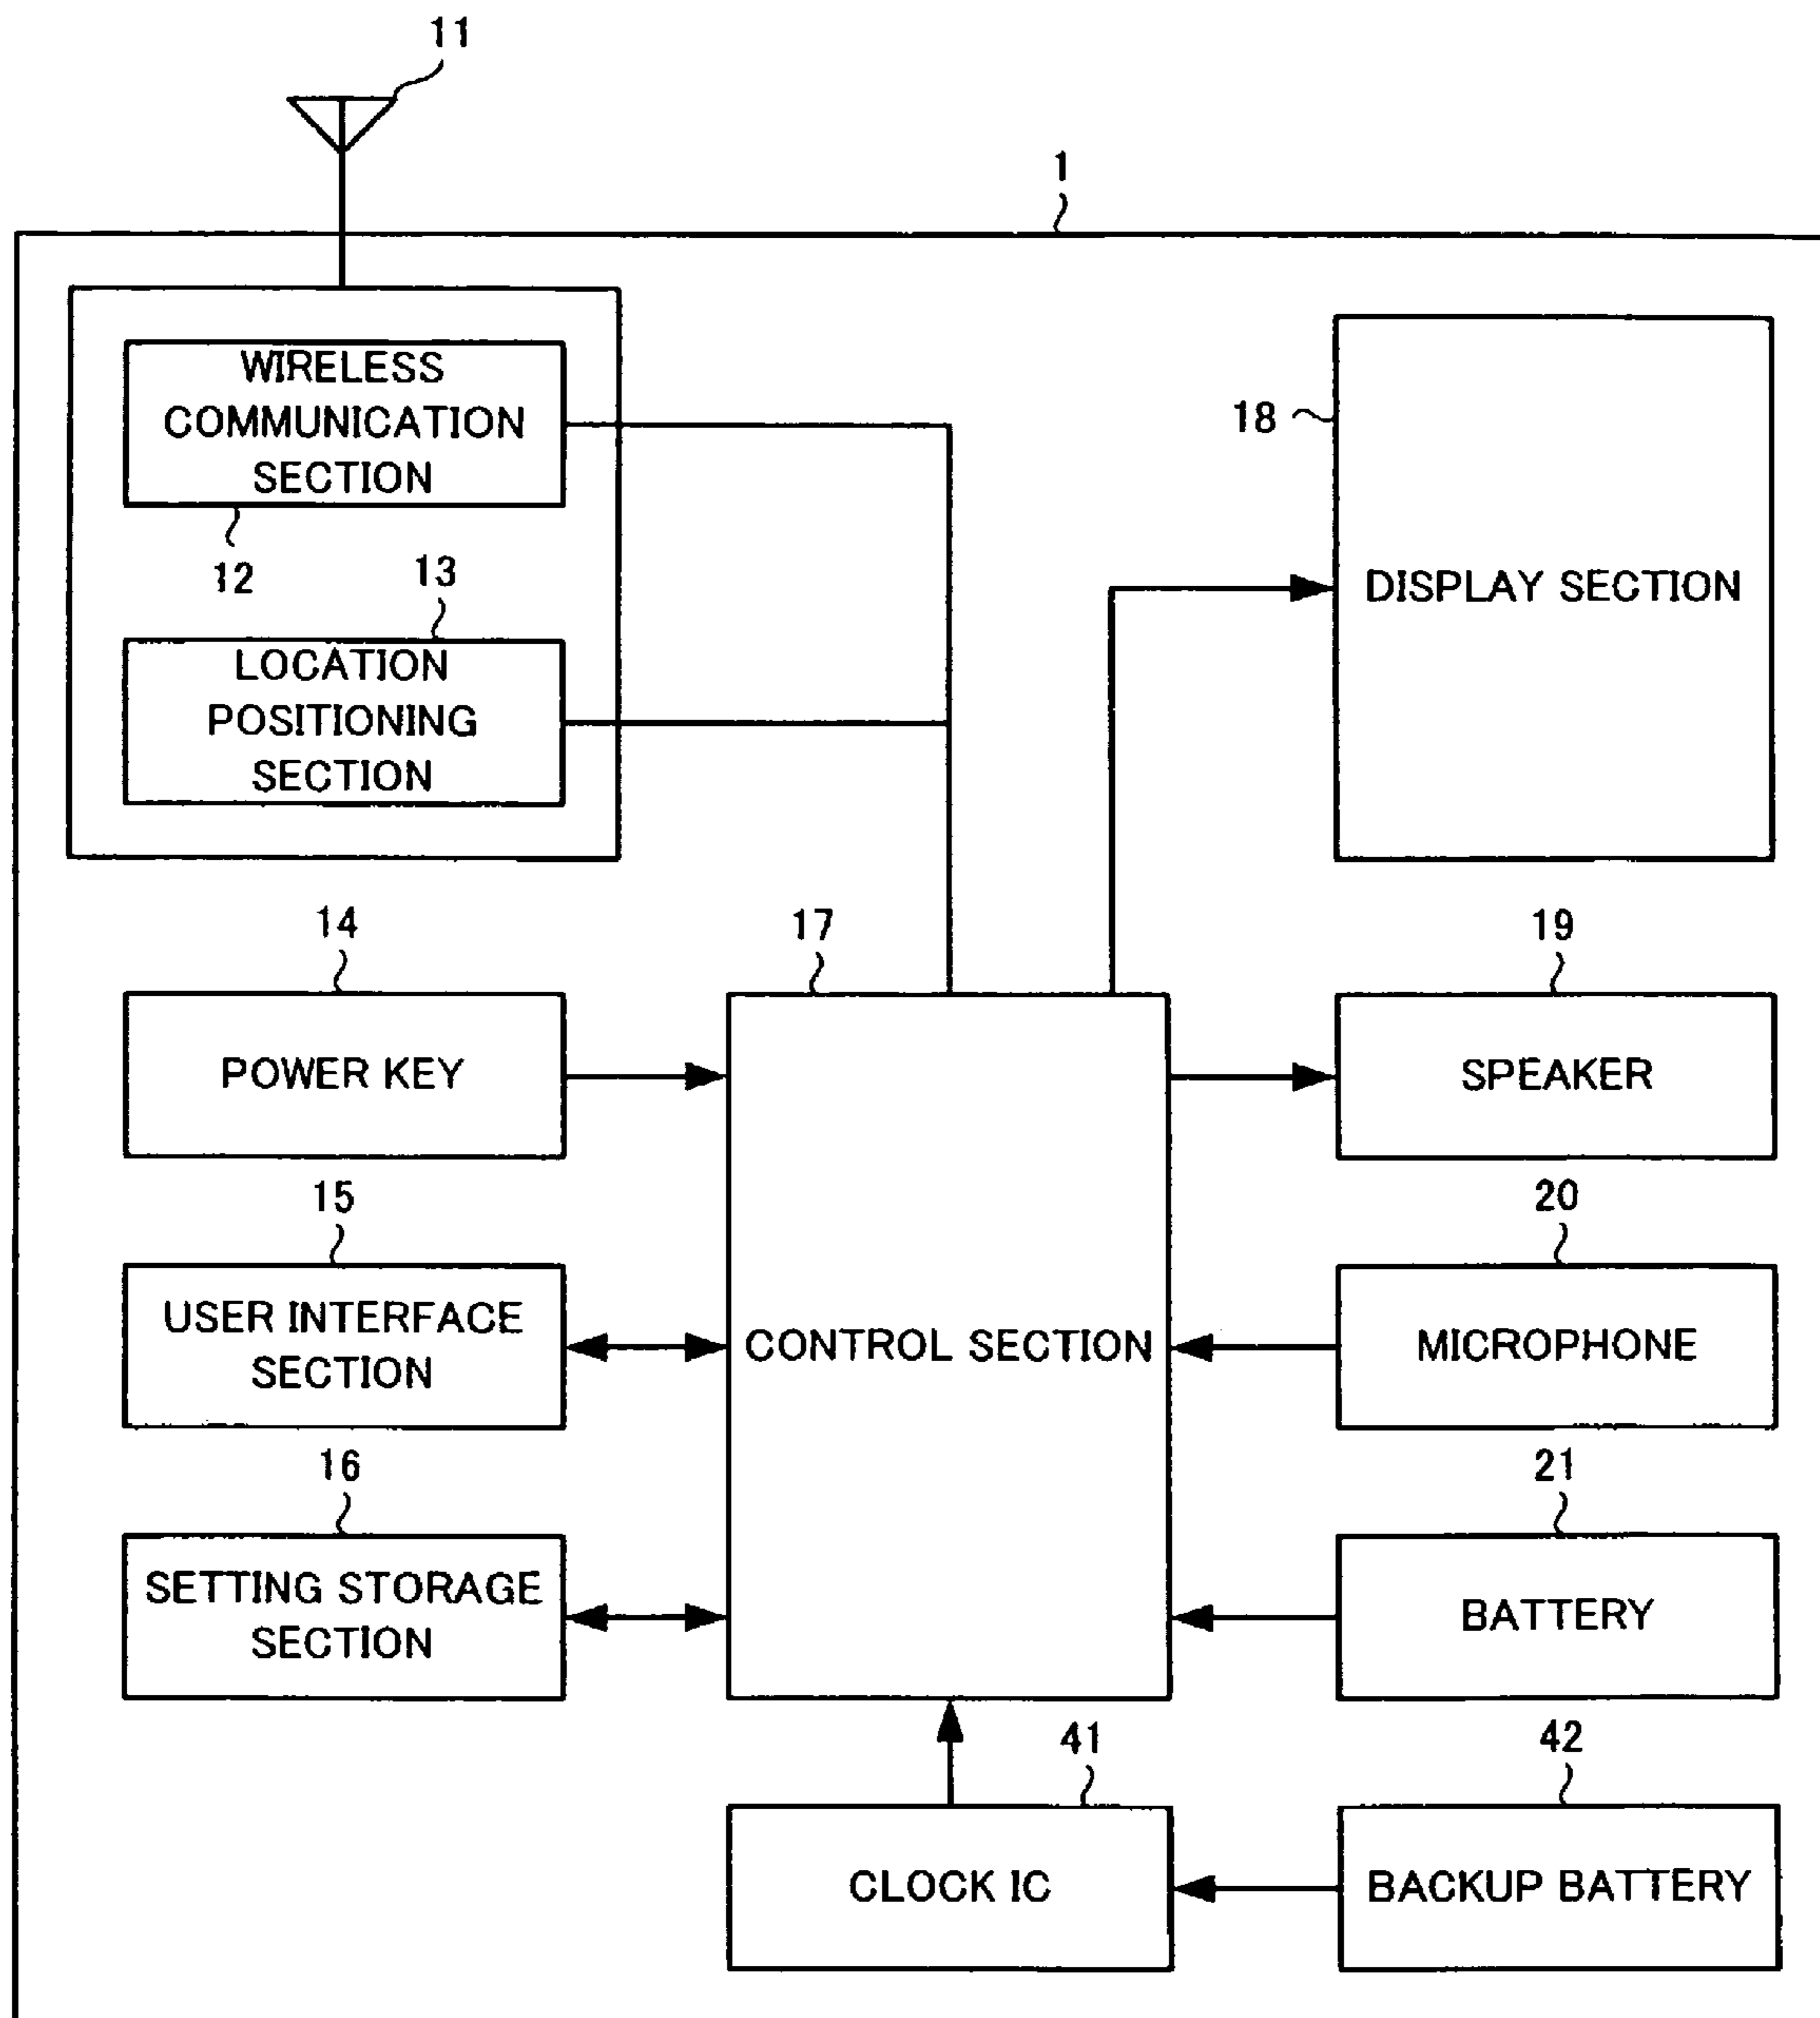 11
1
WIRELESS
COMMUNICATION
SECTION
12
13
LOCATION
POSITIONING
SECTION
18
DISPLAY SECTION
14
POWER KEY
17
CONTROL SECTION
19
SPEAKER
15
USER INTERFACE
SECTION
20
MICROPHONE
16
SETTING STORAGE
SECTION
21
BATTERY
41
CLOCK IC
42
BACKUP BATTERY